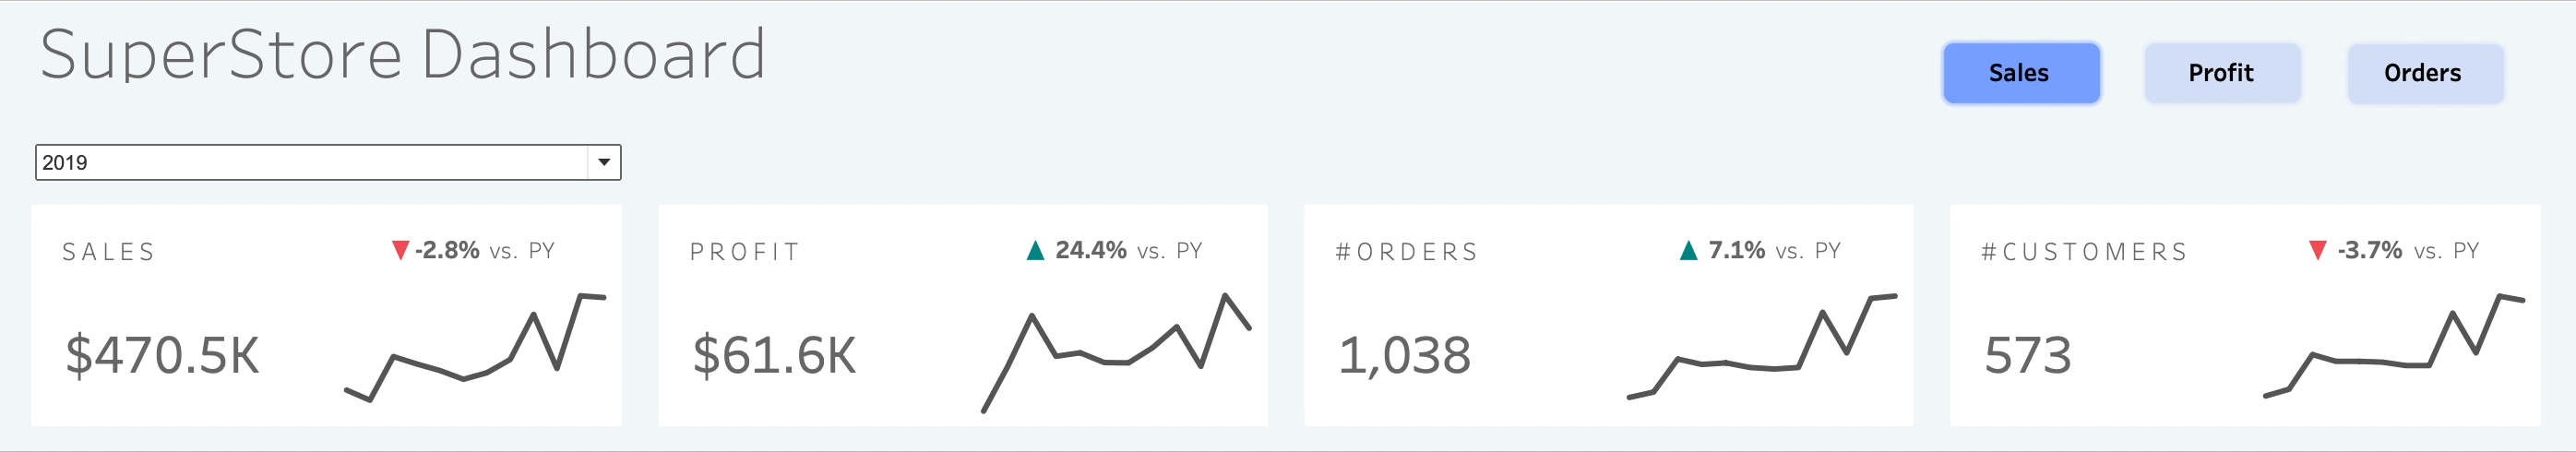 SuperStore Dashboard
Sales Profit Orders
2019
SALES ▼ -2.8% vs. PY
$470.5K
PROFIT ▲ 24.4% vs. PY
$61.6K
#ORDERS ▲ 7.1% vs. PY
1,038
#CUSTOMERS ▼ -3.7% vs. PY
573